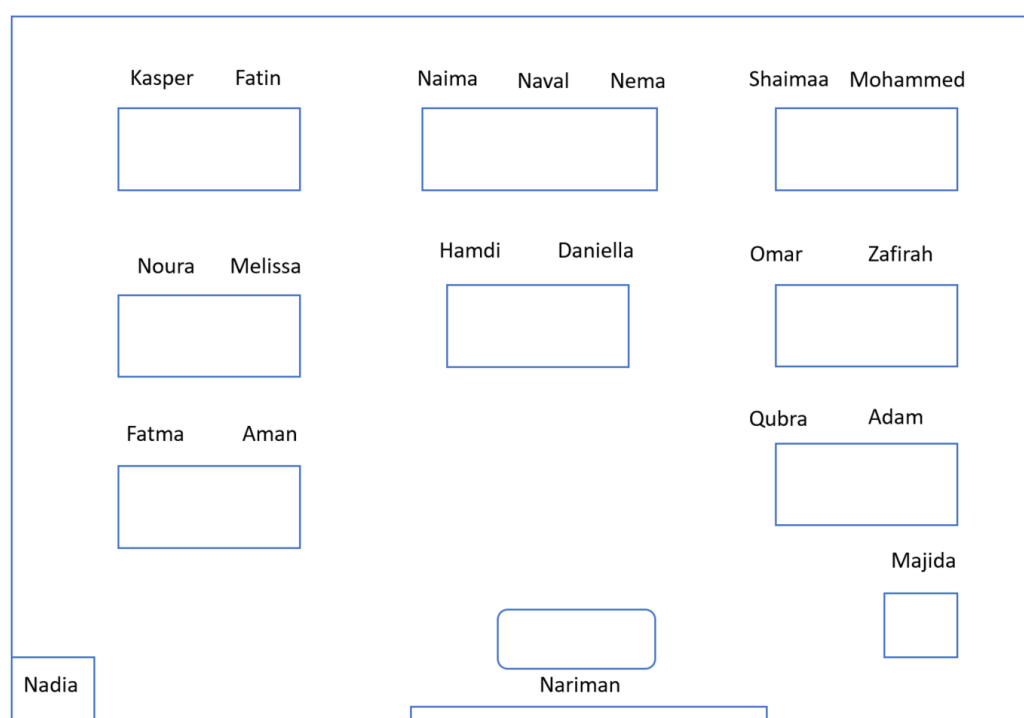 Kasper Fatin Naima Naval Nema Shaimaa Mohammed
Noura Melissa Hamdi Daniella Omar Zafirah
Fatma Aman Qubra Adam
Majida
Nadia Nariman